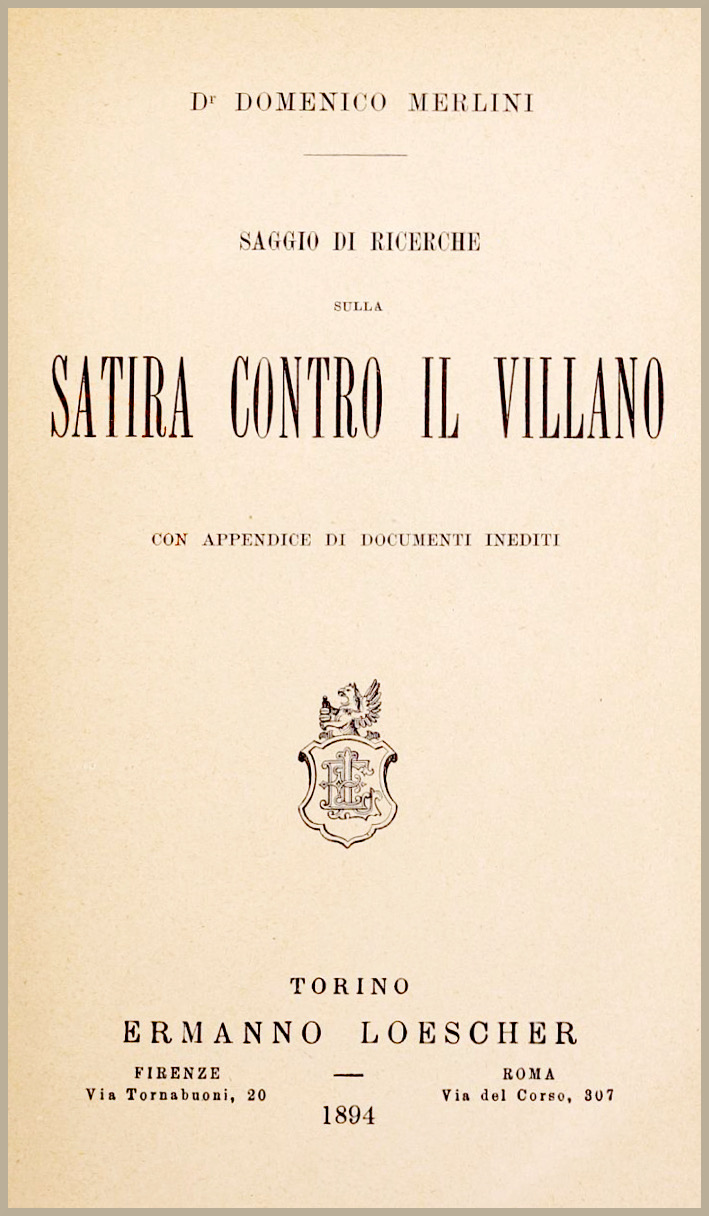 Dr DOMENICO MERLINI
SAGGIO DI RICERCHE
SULLA
SATIRA CONTRO IL VILLANO
CON APPENDICE DI DOCUMENTI INEDITI
EL
TORINO
ERMANNO LOESCHER
FIRENZE
Via Tornabuoni, 20
ROMA
Via del Corso, 307
1894